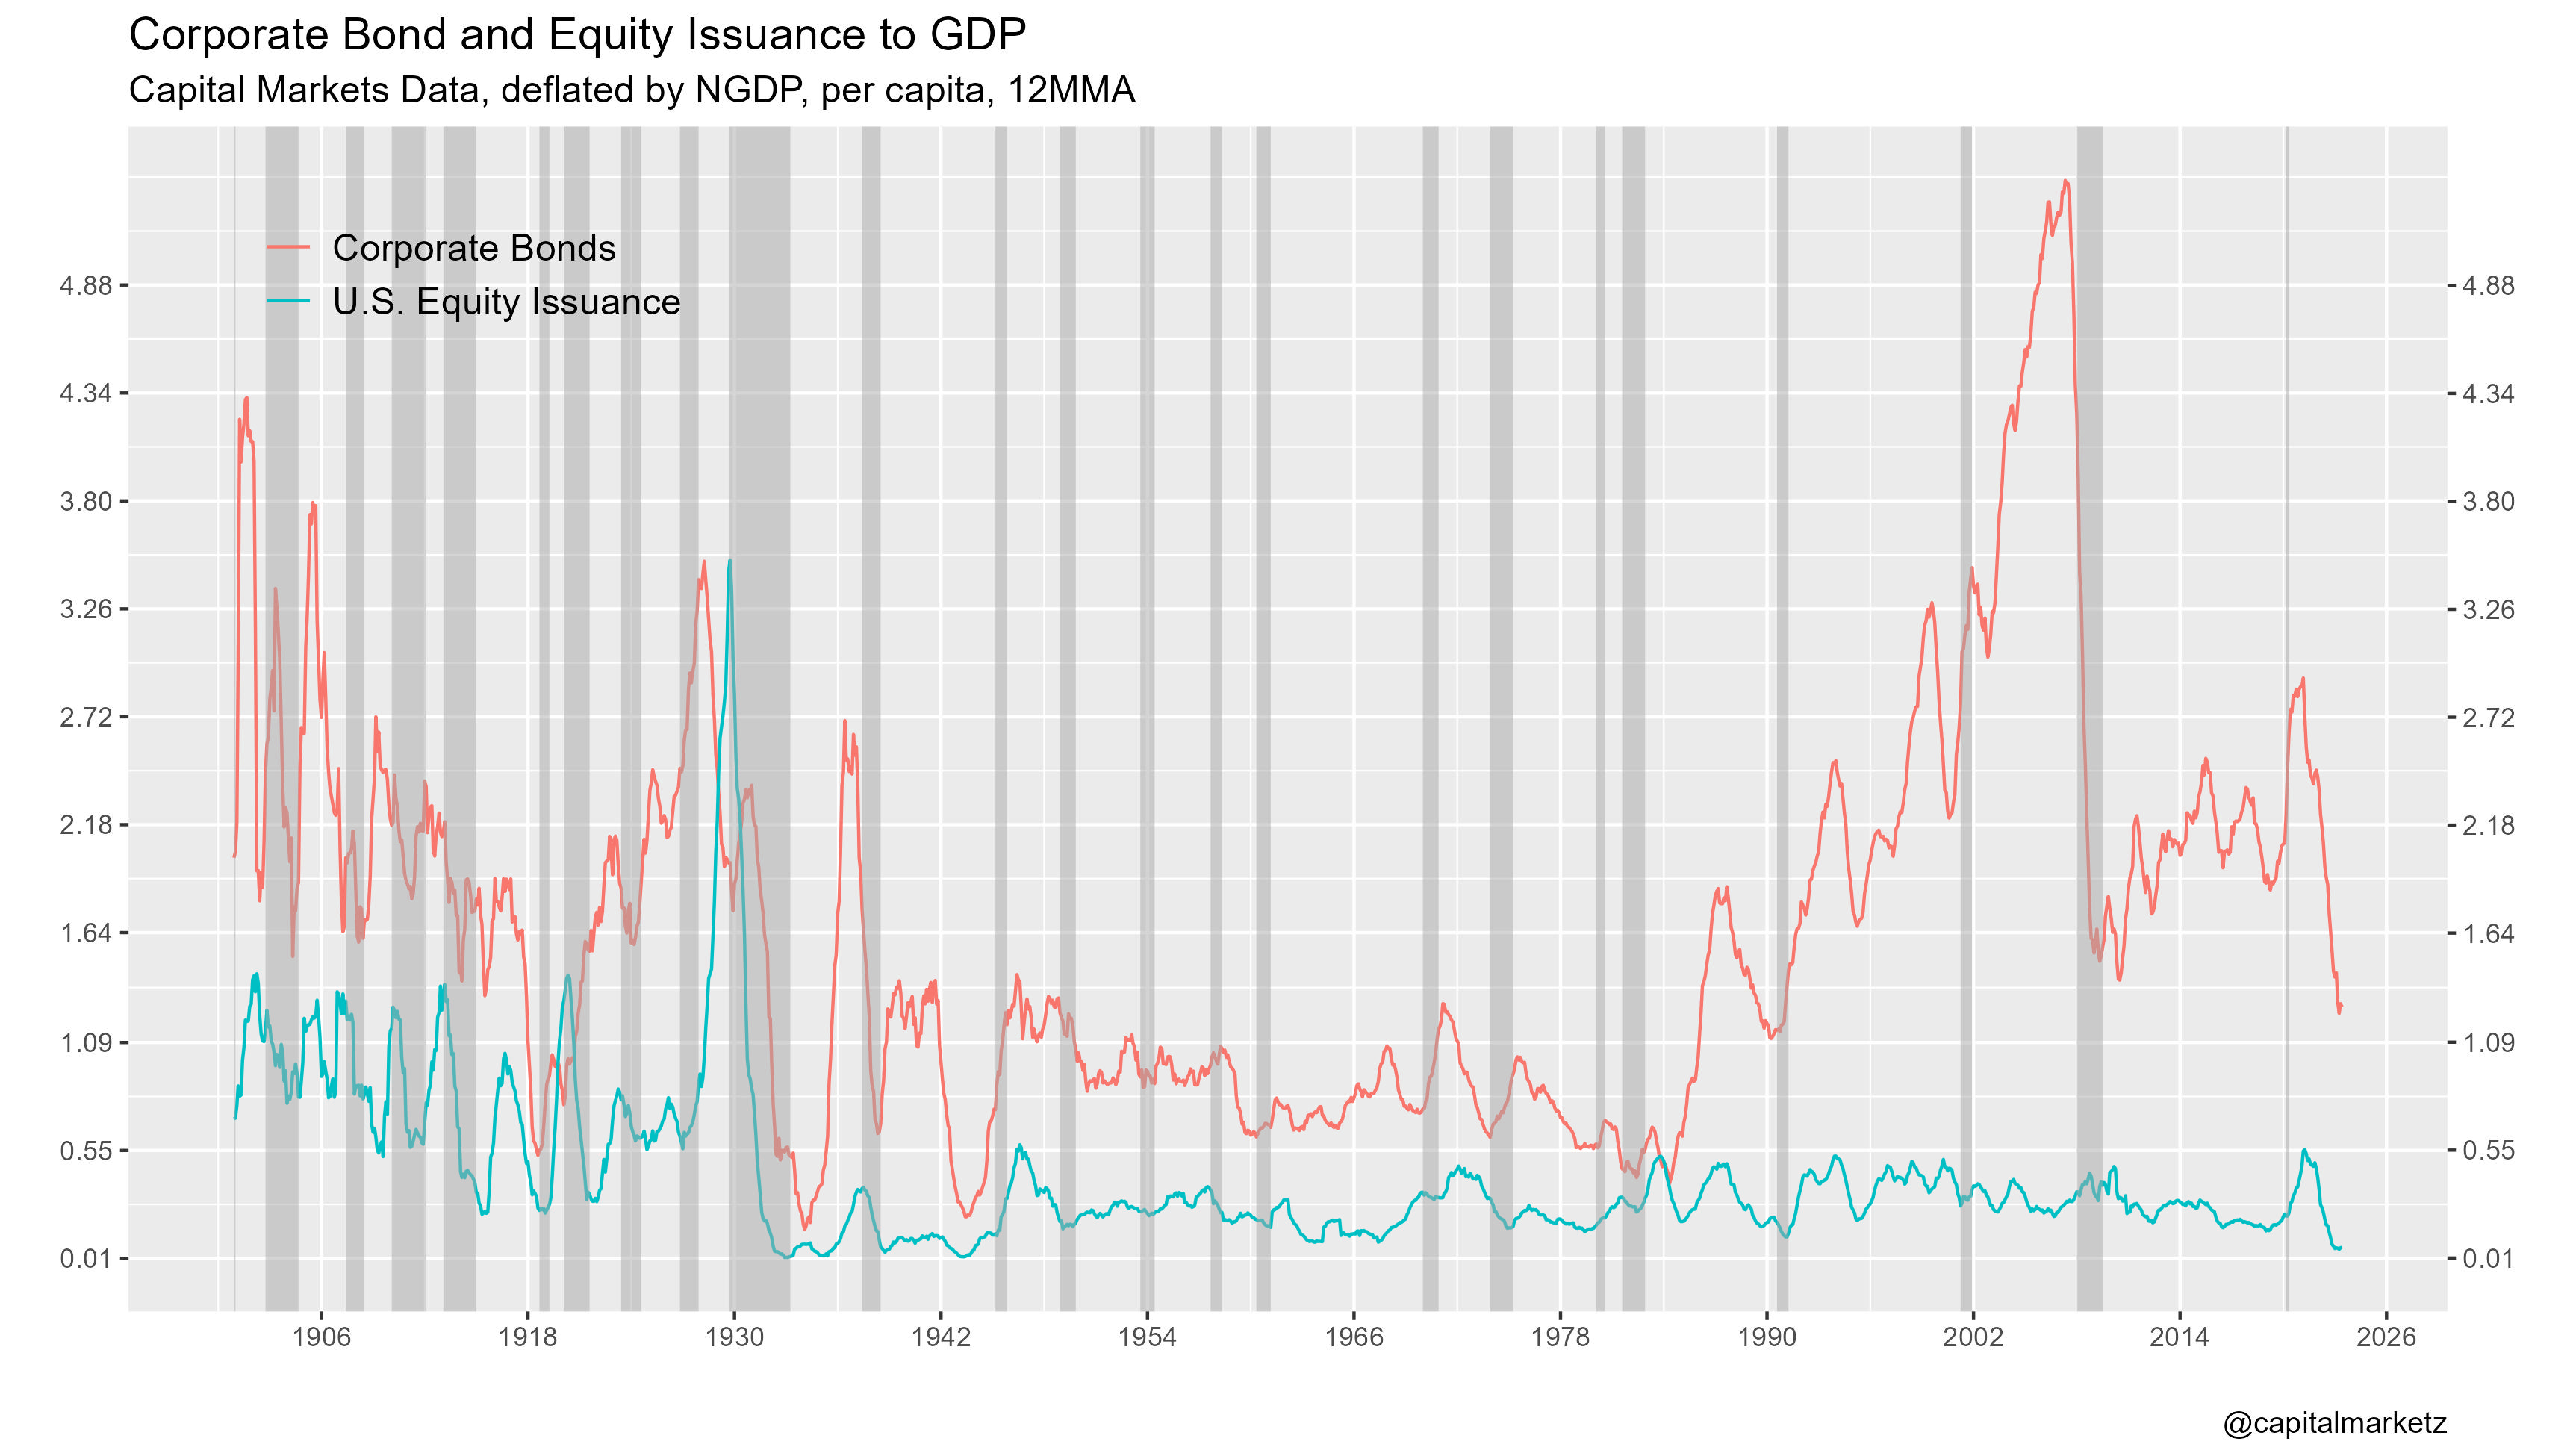 Corporate Bond and Equity Issuance to GDP
Capital Markets Data, deflated by NGDP, per capita, 12MMA
Corporate Bonds
U.S. Equity Issuance
4.88 4.88
4.34 4.34
3.80 3.80
3.26 3.26
2.72 2.72
2.18 2.18
1.64 1.64
1.09 1.09
0.55 0.55
0.01 0.01
1906 1918 1930 1942 1954 1966 1978 1990 2002 2014 2026
@capitalmarketz